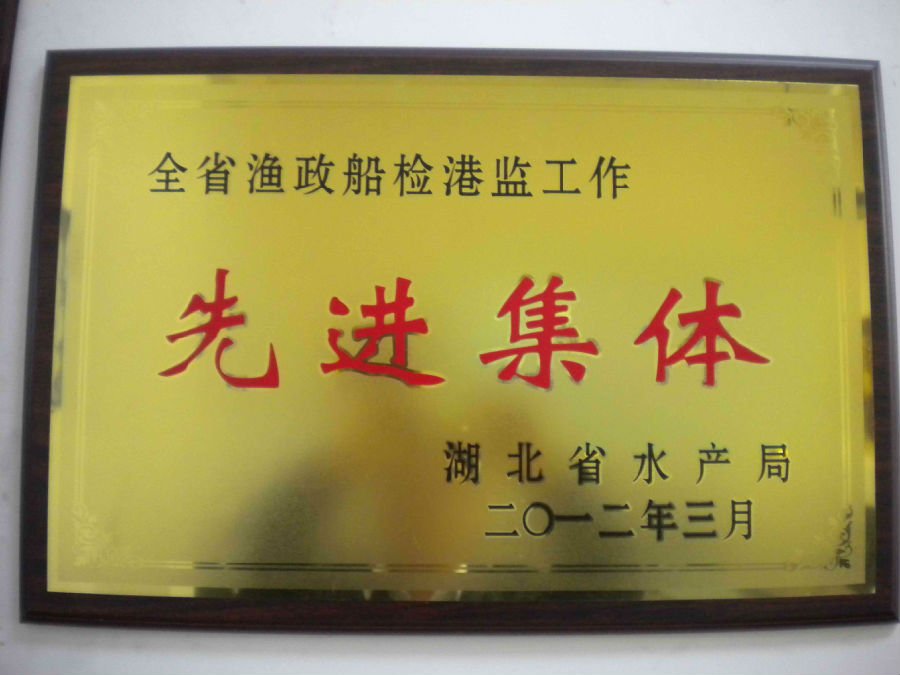 全省渔政船检港监工作
先进集体
湖北省水产局
二〇一二年三月